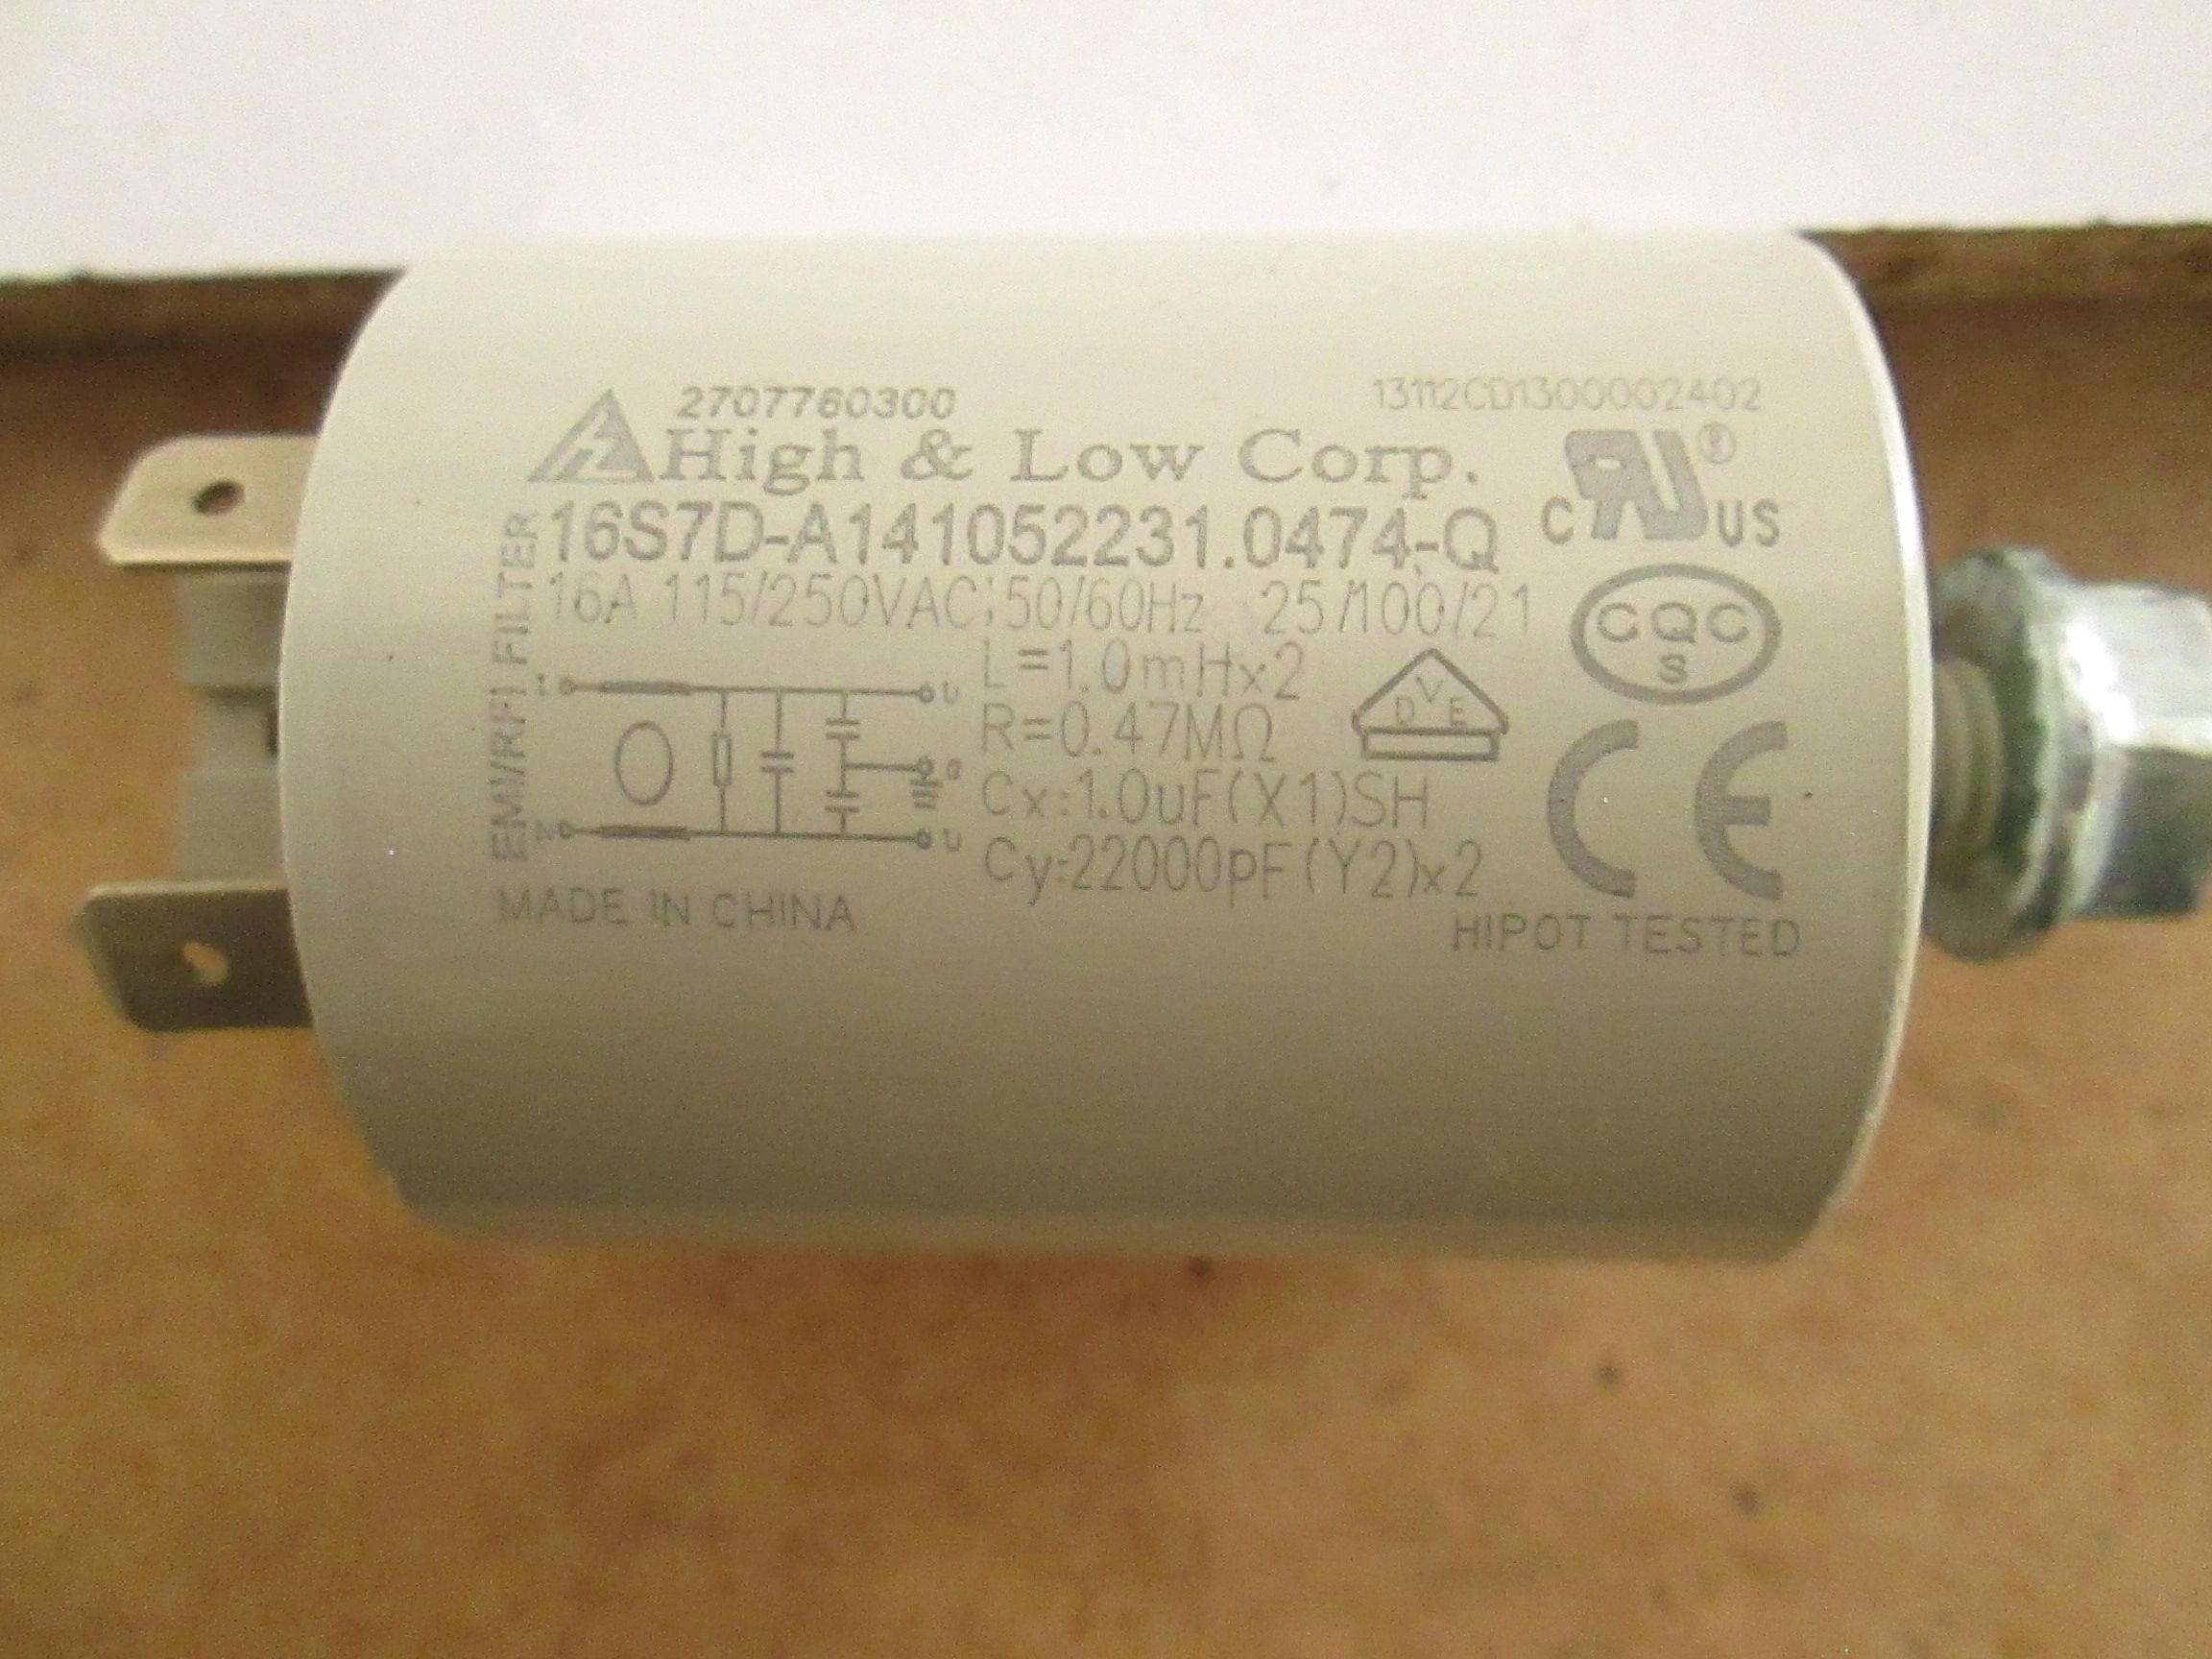 2707760300
13112CD1300002402
High & Low Corp.
16S7D-A141052231.0474-Q
C US ®
EMI/RFI FILTER
16A 115/250VAC;50/60Hz 25/100/21
L=1.0mHx2
R=0.47MΩ
Cx:1.0uF(X1)SH
Cy:22000pF(Y2)x2
DVE
CQC
S
CE
MADE IN CHINA
HIPOT TESTED